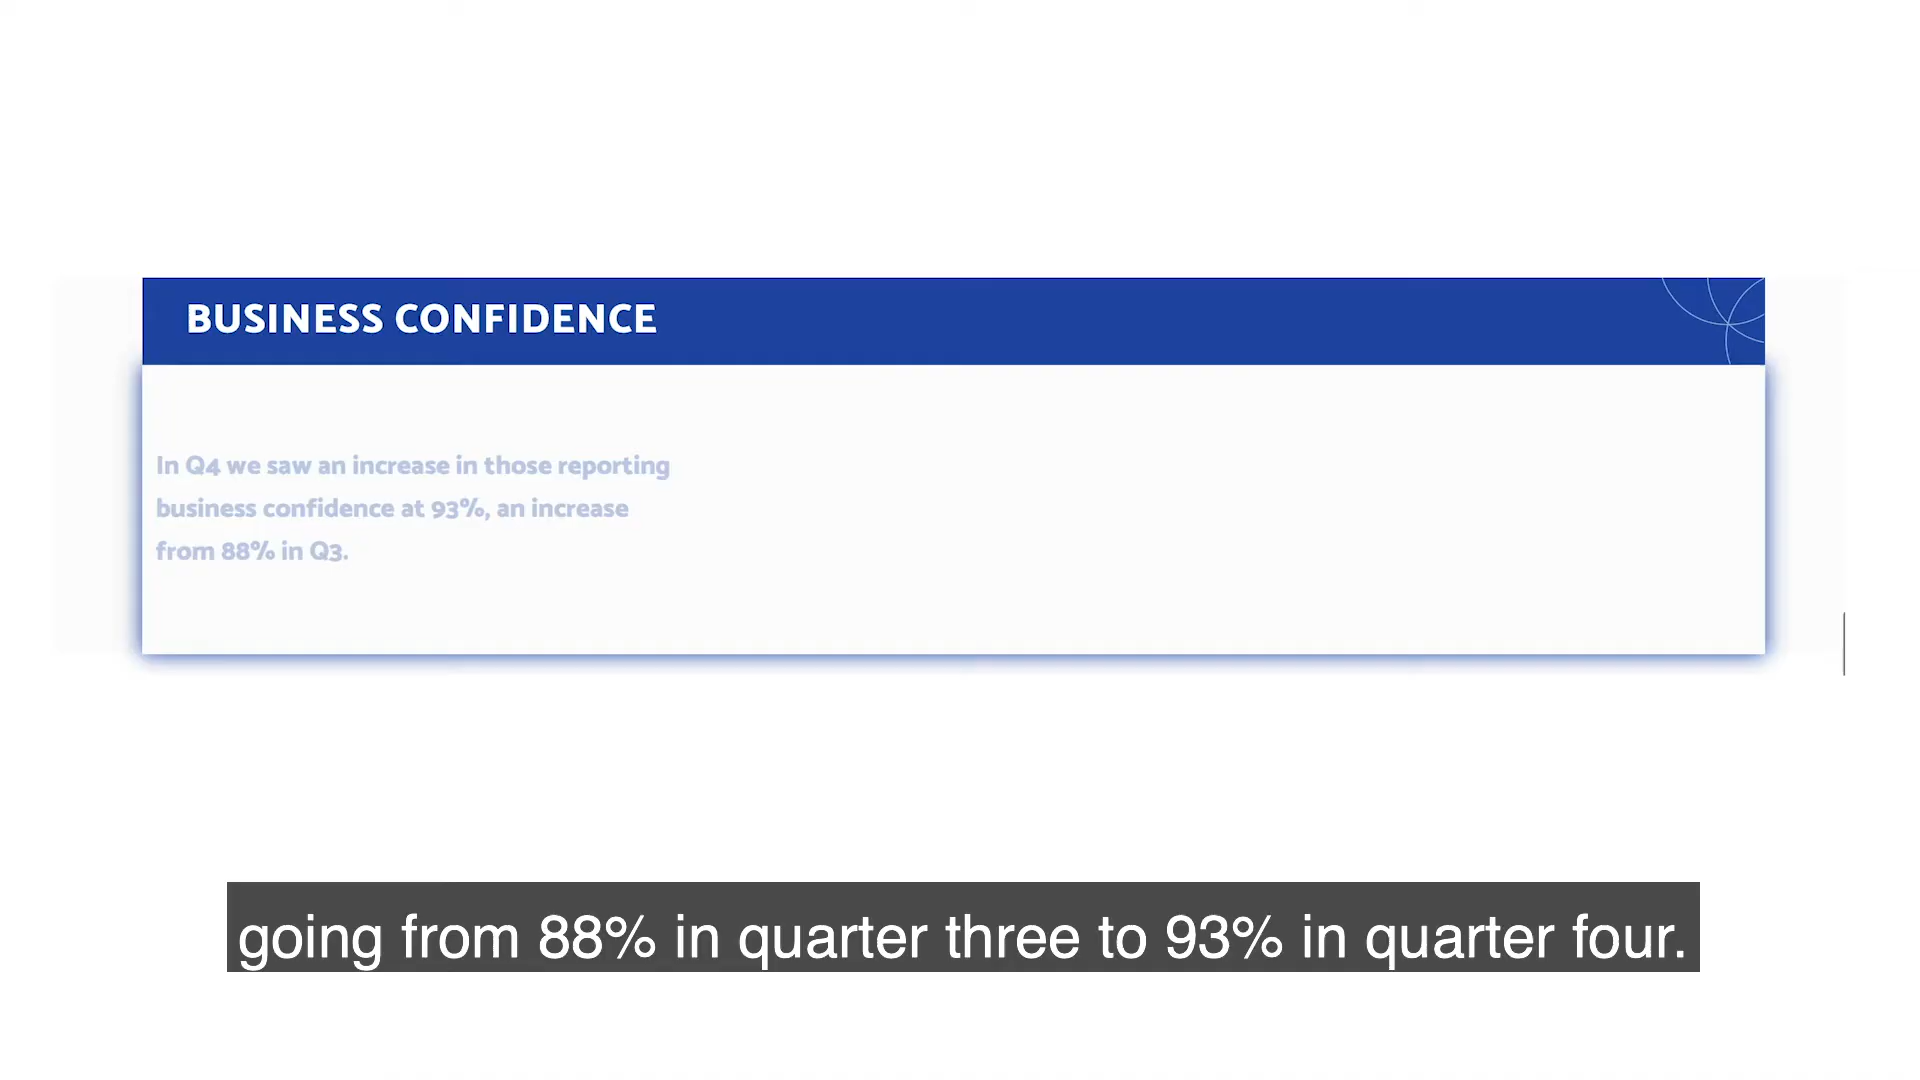 BUSINESS CONFIDENCE
In Q4 we saw an increase in those reporting
business confidence at 93%, an increase
from 88% in Q3.
going from 88% in quarter three to 93% in quarter four.